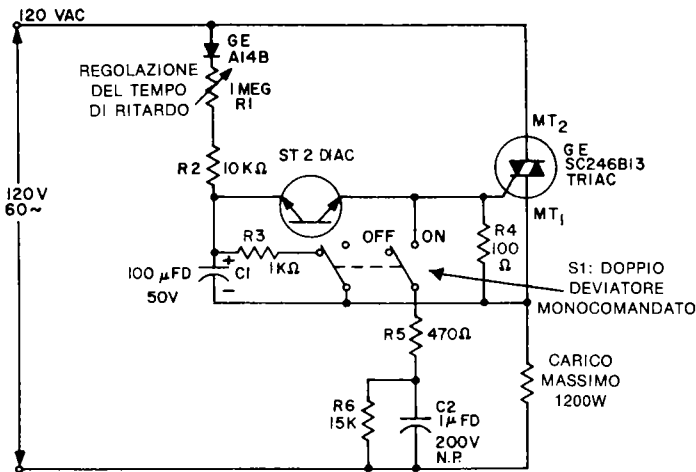 120 VAC
GE
A14B
REGOLAZIONE
DEL TEMPO
DI RITARDO
1 MEG
R1
R2
10KΩ
ST 2 DIAC
MT2
GE
SC246B13
TRIAC
MT1
120V
60~
R3
1KΩ
OFF
ON
R4
100
Ω
100 μFD
50V
+
C1
−
S1: DOPPIO
DEVIATORE
MONOCOMANDATO
R5
470Ω
CARICO
MASSIMO
1200W
R6
15K
C2
1μFD
200V
N.P.